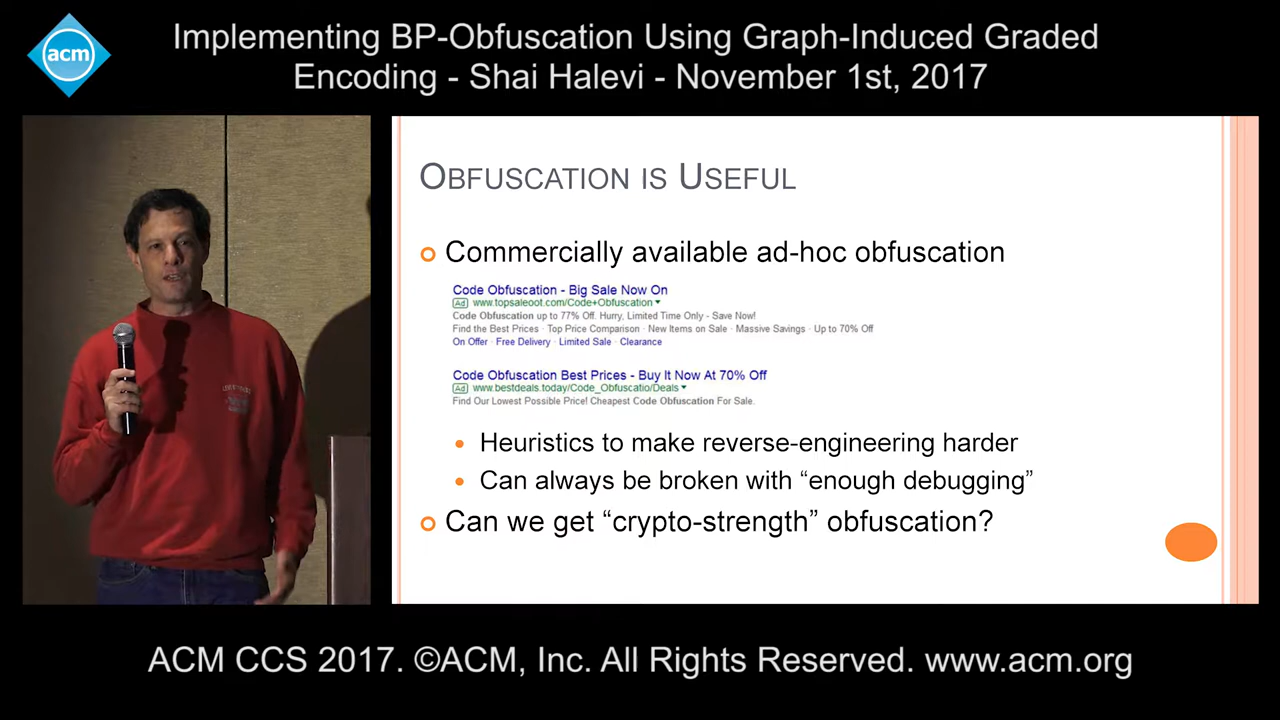 acm
Implementing BP-Obfuscation Using Graph-Induced Graded
Encoding - Shai Halevi - November 1st, 2017
OBFUSCATION IS USEFUL
Commercially available ad-hoc obfuscation
Code Obfuscation - Big Sale Now On
Ad www.topsaleoot.com/Code+Obfuscation
Code Obfuscation up to 77% Off. Hurry, Limited Time Only - Save Now!
Find the Best Prices · Top Price Comparison · New Items on Sale · Massive Savings · Up to 70% Off
On Offer · Free Delivery · Limited Sale · Clearance
Code Obfuscation Best Prices - Buy It Now At 70% Off
Ad www.bestdeals.today/Code_Obfuscatio/Deals
Find Our Lowest Possible Price! Cheapest Code Obfuscation For Sale.
Heuristics to make reverse-engineering harder
Can always be broken with “enough debugging”
Can we get “crypto-strength” obfuscation?
ACM CCS 2017. ©ACM, Inc. All Rights Reserved. www.acm.org